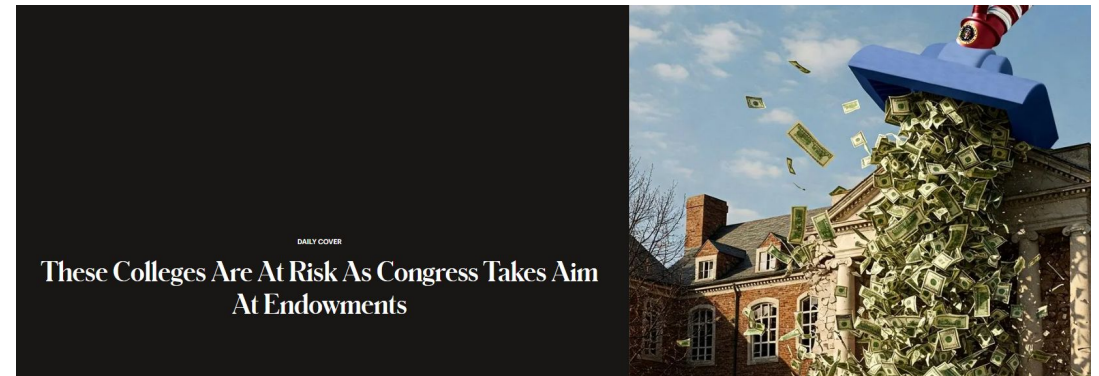 DAILY COVER
These Colleges Are At Risk As Congress Takes Aim
At Endowments